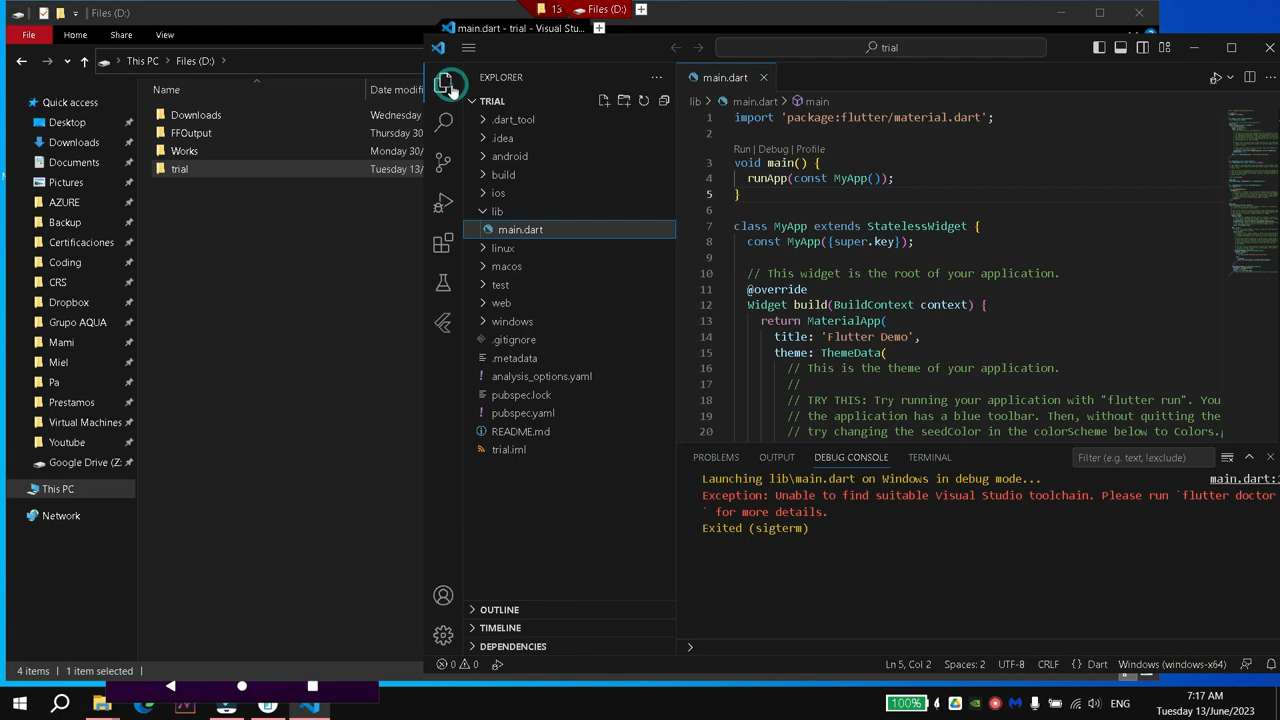 13
Files (D:)
Files (D:)
main.dart - trial - Visual Stu...
File
Home
Share
View
This PC
Files (D:)
Name
Date modifi
Quick access
Desktop
Downloads
Documents
Pictures
AZURE
Backup
Certificaciones
Coding
CRS
Dropbox
Grupo AQUA
Mami
Miel
Pa
Prestamos
Virtual Machines
Youtube
Google Drive (Z:
This PC
Network
Downloads
Wednesday
FFOutput
Thursday 30
Works
Monday 30/
trial
Tuesday 13/
4 items
1 item selected
trial
EXPLORER
TRIAL
.dart_tool
.idea
android
build
ios
lib
main.dart
linux
macos
test
web
windows
.gitignore
.metadata
analysis_options.yaml
pubspec.lock
pubspec.yaml
README.md
trial.iml
OUTLINE
TIMELINE
DEPENDENCIES
main.dart
lib > main.dart > main
1 import 'package:flutter/material.dart';
2
Run | Debug | Profile
3 void main() {
4 runApp(const MyApp());
5 }
6
7 class MyApp extends StatelessWidget {
8 const MyApp({super.key});
9
10 // This widget is the root of your application.
11 @override
12 Widget build(BuildContext context) {
13 return MaterialApp(
14 title: 'Flutter Demo',
15 theme: ThemeData(
16 // This is the theme of your application.
17 //
18 // TRY THIS: Try running your application with "flutter run". You
19 // the application has a blue toolbar. Then, without quitting the
20 // try changing the seedColor in the colorScheme below to Colors.
PROBLEMS
OUTPUT
DEBUG CONSOLE
TERMINAL
Filter (e.g. text, !exclude)
Launching lib\main.dart on Windows in debug mode...
main.dart:1
Exception: Unable to find suitable Visual Studio toolchain. Please run `flutter doctor
` for more details.
Exited (sigterm)
0 0
Ln 5, Col 2
Spaces: 2
UTF-8
CRLF
{} Dart
Windows (windows-x64)
100%
ENG
7:17 AM
Tuesday 13/June/2023